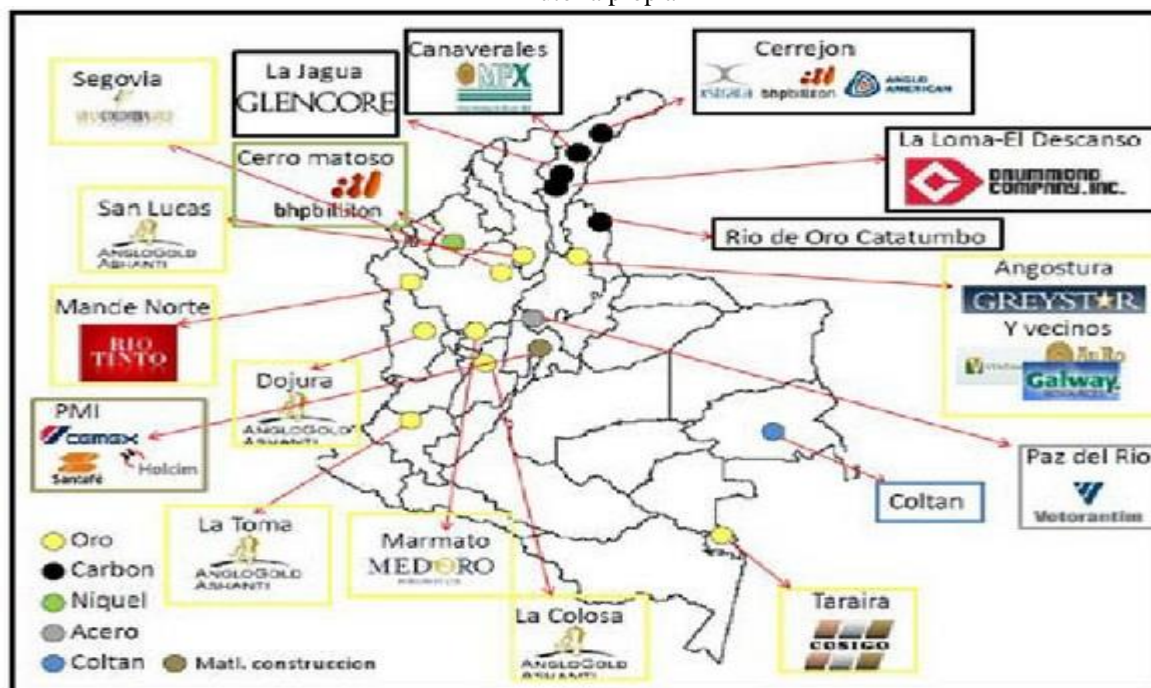 Canaverales
MPX
Cerrejon
xstrata bhpbilliton ANGLO
AMERICAN
La Jagua
GLENCORE
Segovia
La Loma-El Descanso
DRUMMOND
COMPANY, INC.
Cerro matoso
bhpbilliton
San Lucas
ANGLOGOLD
ASHANTI
Rio de Oro Catatumbo
Angostura
GREYSTAR
Y vecinos
Galway
Mande Norte
RIO
TINTO
Dojura
ANGLOGOLD
ASHANTI
PMI
CEMEX
Holcim
Santafé
Paz del Rio
Votorantim
Coltan
La Toma
ANGLOGOLD
ASHANTI
Marmato
MEDORO
La Colosa
ANGLOGOLD
ASHANTI
Taraira
COSIGO
Oro
Carbon
Niquel
Acero
Coltan
Matl. construccion